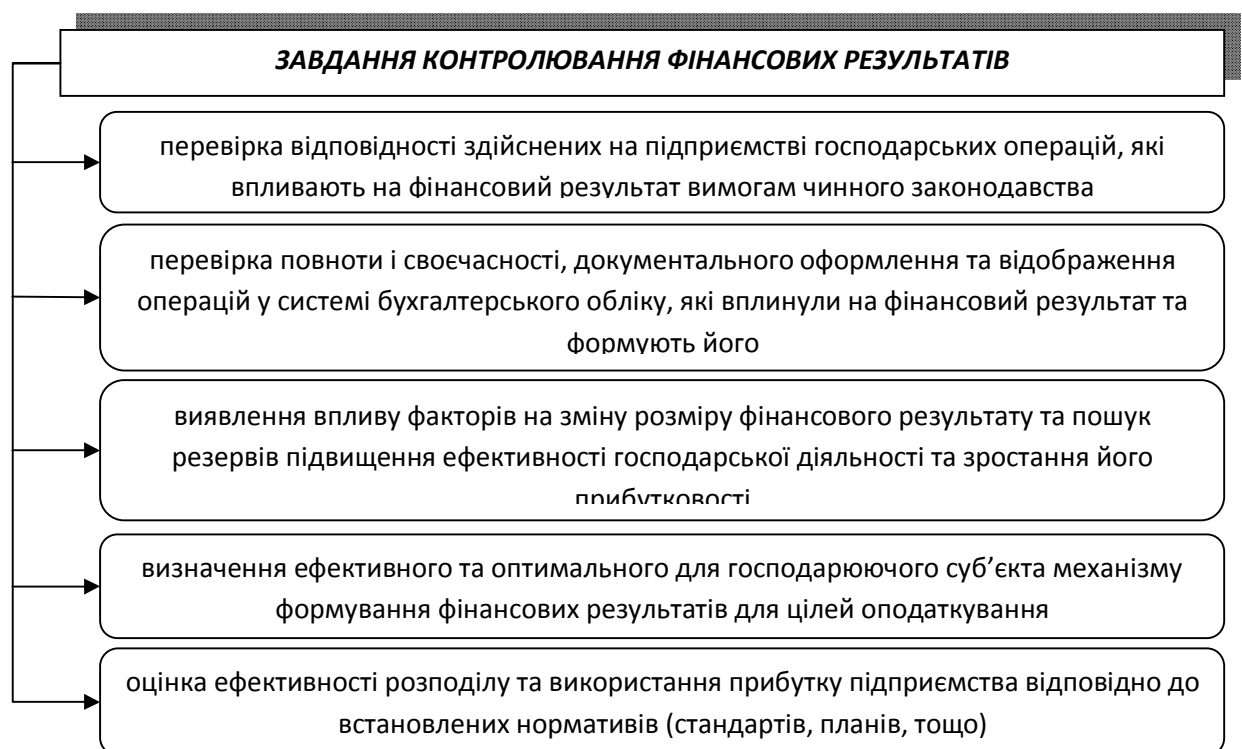 ЗАВДАННЯ КОНТРОЛЮВАННЯ ФІНАНСОВИХ РЕЗУЛЬТАТІВ
перевірка відповідності здійснених на підприємстві господарських операцій, які
впливають на фінансовий результат вимогам чинного законодавства
перевірка повноти і своєчасності, документального оформлення та відображення
операцій у системі бухгалтерського обліку, які вплинули на фінансовий результат та
формують його
виявлення впливу факторів на зміну розміру фінансового результату та пошук
резервів підвищення ефективності господарської діяльності та зростання його
прибутковості
визначення ефективного та оптимального для господарюючого суб’єкта механізму
формування фінансових результатів для цілей оподаткування
оцінка ефективності розподілу та використання прибутку підприємства відповідно до
встановлених нормативів (стандартів, планів, тощо)